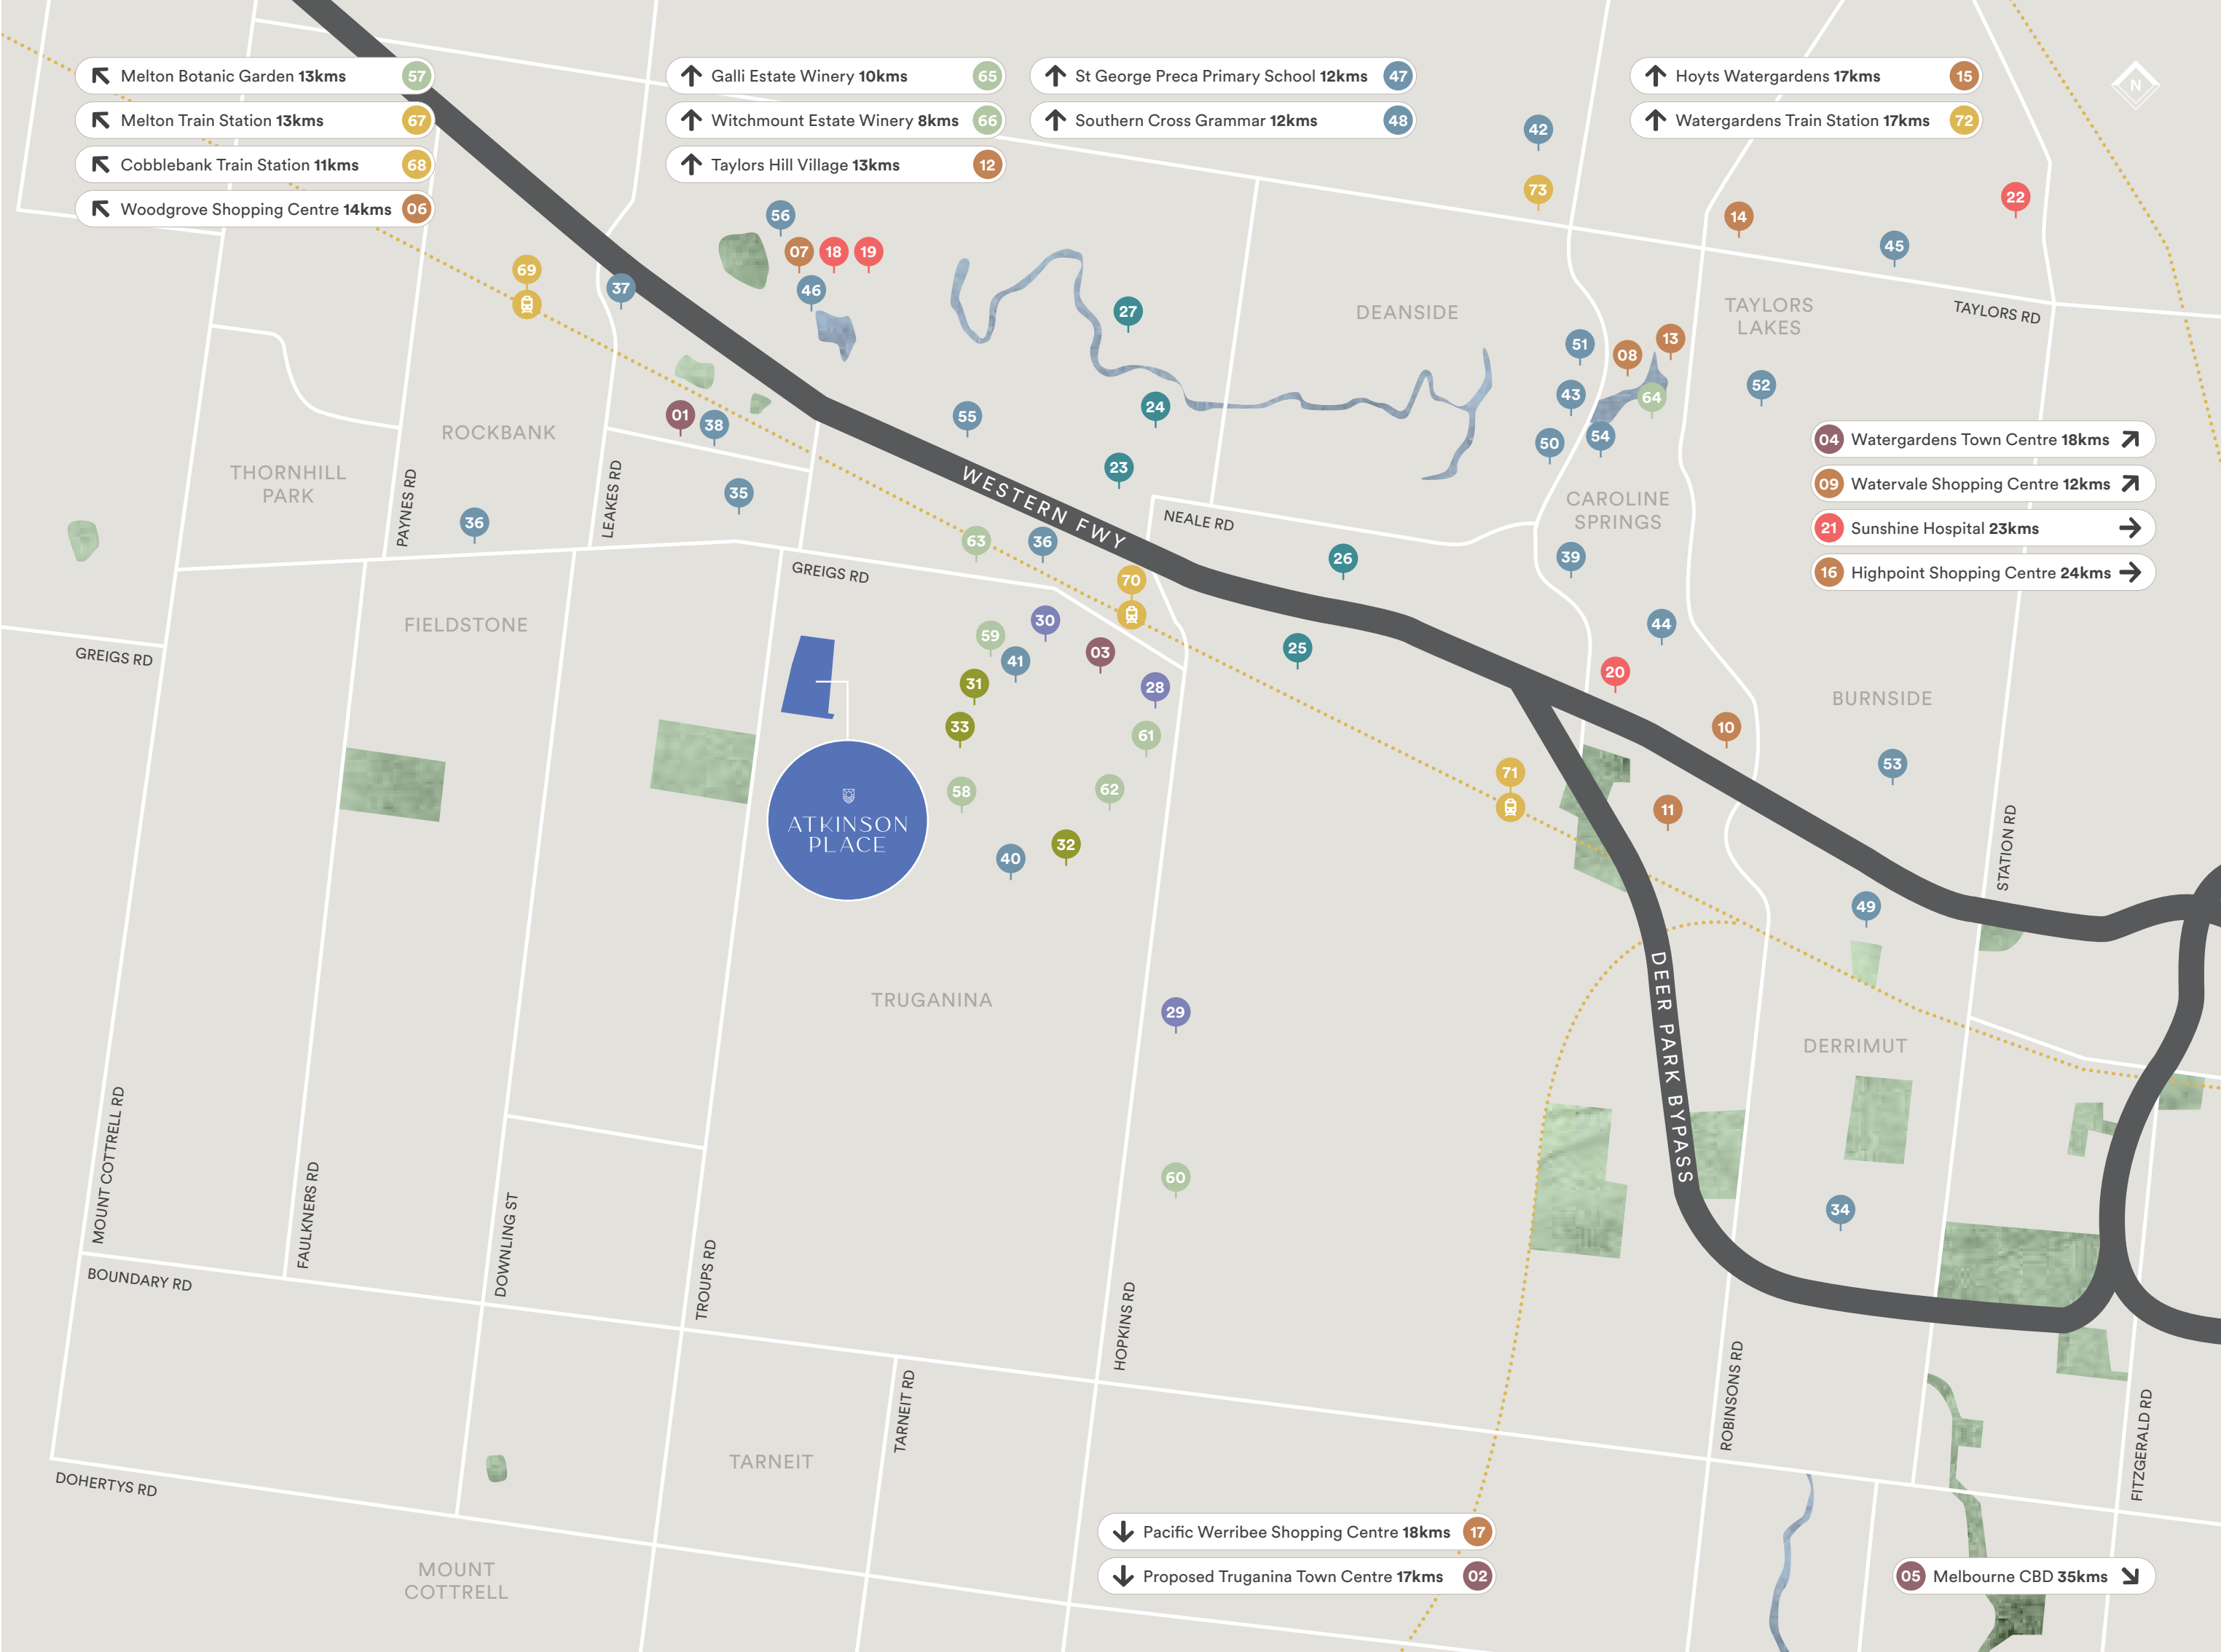 Melton Botanic Garden 13kms 57
Melton Train Station 13kms 67
Cobblebank Train Station 11kms 68
Woodgrove Shopping Centre 14kms 06
Galli Estate Winery 10kms 65
Witchmount Estate Winery 8kms 66
Taylors Hill Village 13kms 12
St George Preca Primary School 12kms 47
Southern Cross Grammar 12kms 48
Hoyts Watergardens 17kms 15
Watergardens Train Station 17kms 72
N
42
73
22
14
45
56
07 18 19
46
69
37
27
DEANSIDE
TAYLORS
LAKES
TAYLORS RD
51
08
13
43
64
52
50
54
24
55
23
01
38
ROCKBANK
THORNHILL
PARK
PAYNES RD
LEAKES RD
35
36
WESTERN FWY
NEALE RD
CAROLINE
SPRINGS
04 Watergardens Town Centre 18kms
09 Watervale Shopping Centre 12kms
21 Sunshine Hospital 23kms
16 Highpoint Shopping Centre 24kms
63
36
26
39
GREIGS RD
70
FIELDSTONE
GREIGS RD
59
30
41
03
25
44
20
31
28
BURNSIDE
33
61
10
53
71
58
62
11
ATKINSON
PLACE
40
32
STATION RD
49
TRUGANINA
29
DEER PARK BYPASS
DERRIMUT
60
34
MOUNT COTTRELL RD
FAULKNERS RD
DOWNLING ST
TROUPS RD
HOPKINS RD
BOUNDARY RD
TARNEIT RD
ROBINSONS RD
FITZGERALD RD
TARNEIT
DOHERTYS RD
MOUNT
COTTRELL
Pacific Werribee Shopping Centre 18kms 17
Proposed Truganina Town Centre 17kms 02
05 Melbourne CBD 35kms